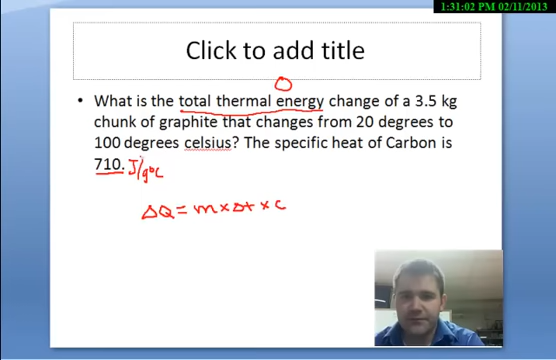 1:31:02 PM 02/11/2013
Click to add title
Q
• What is the total thermal energy change of a 3.5 kg
chunk of graphite that changes from 20 degrees to
100 degrees celsius? The specific heat of Carbon is
710. J/g°C
ΔQ = m × Δt × c